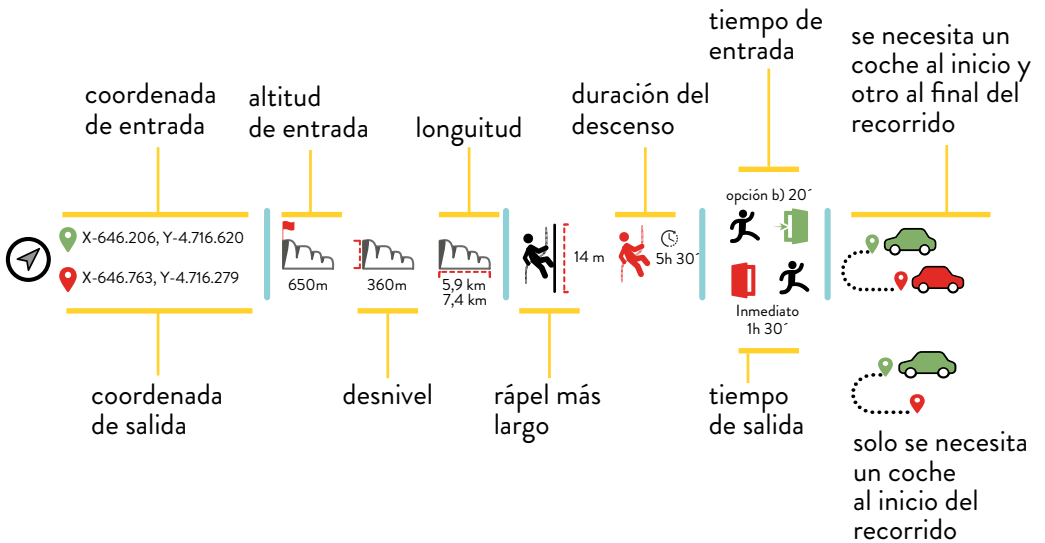 tiempo de
entrada
se necesita un
coche al inicio y
otro al final del
recorrido
coordenada
de entrada
altitud
de entrada
longuitud
duración del
descenso
opción b) 20´
X-646.206, Y-4.716.620
X-646.763, Y-4.716.279
650m
360m
5,9 km
7,4 km
14 m
5h 30´
Inmediato
1h 30´
coordenada
de salida
desnivel
rápel más
largo
tiempo
de salida
solo se necesita
un coche
al inicio del
recorrido